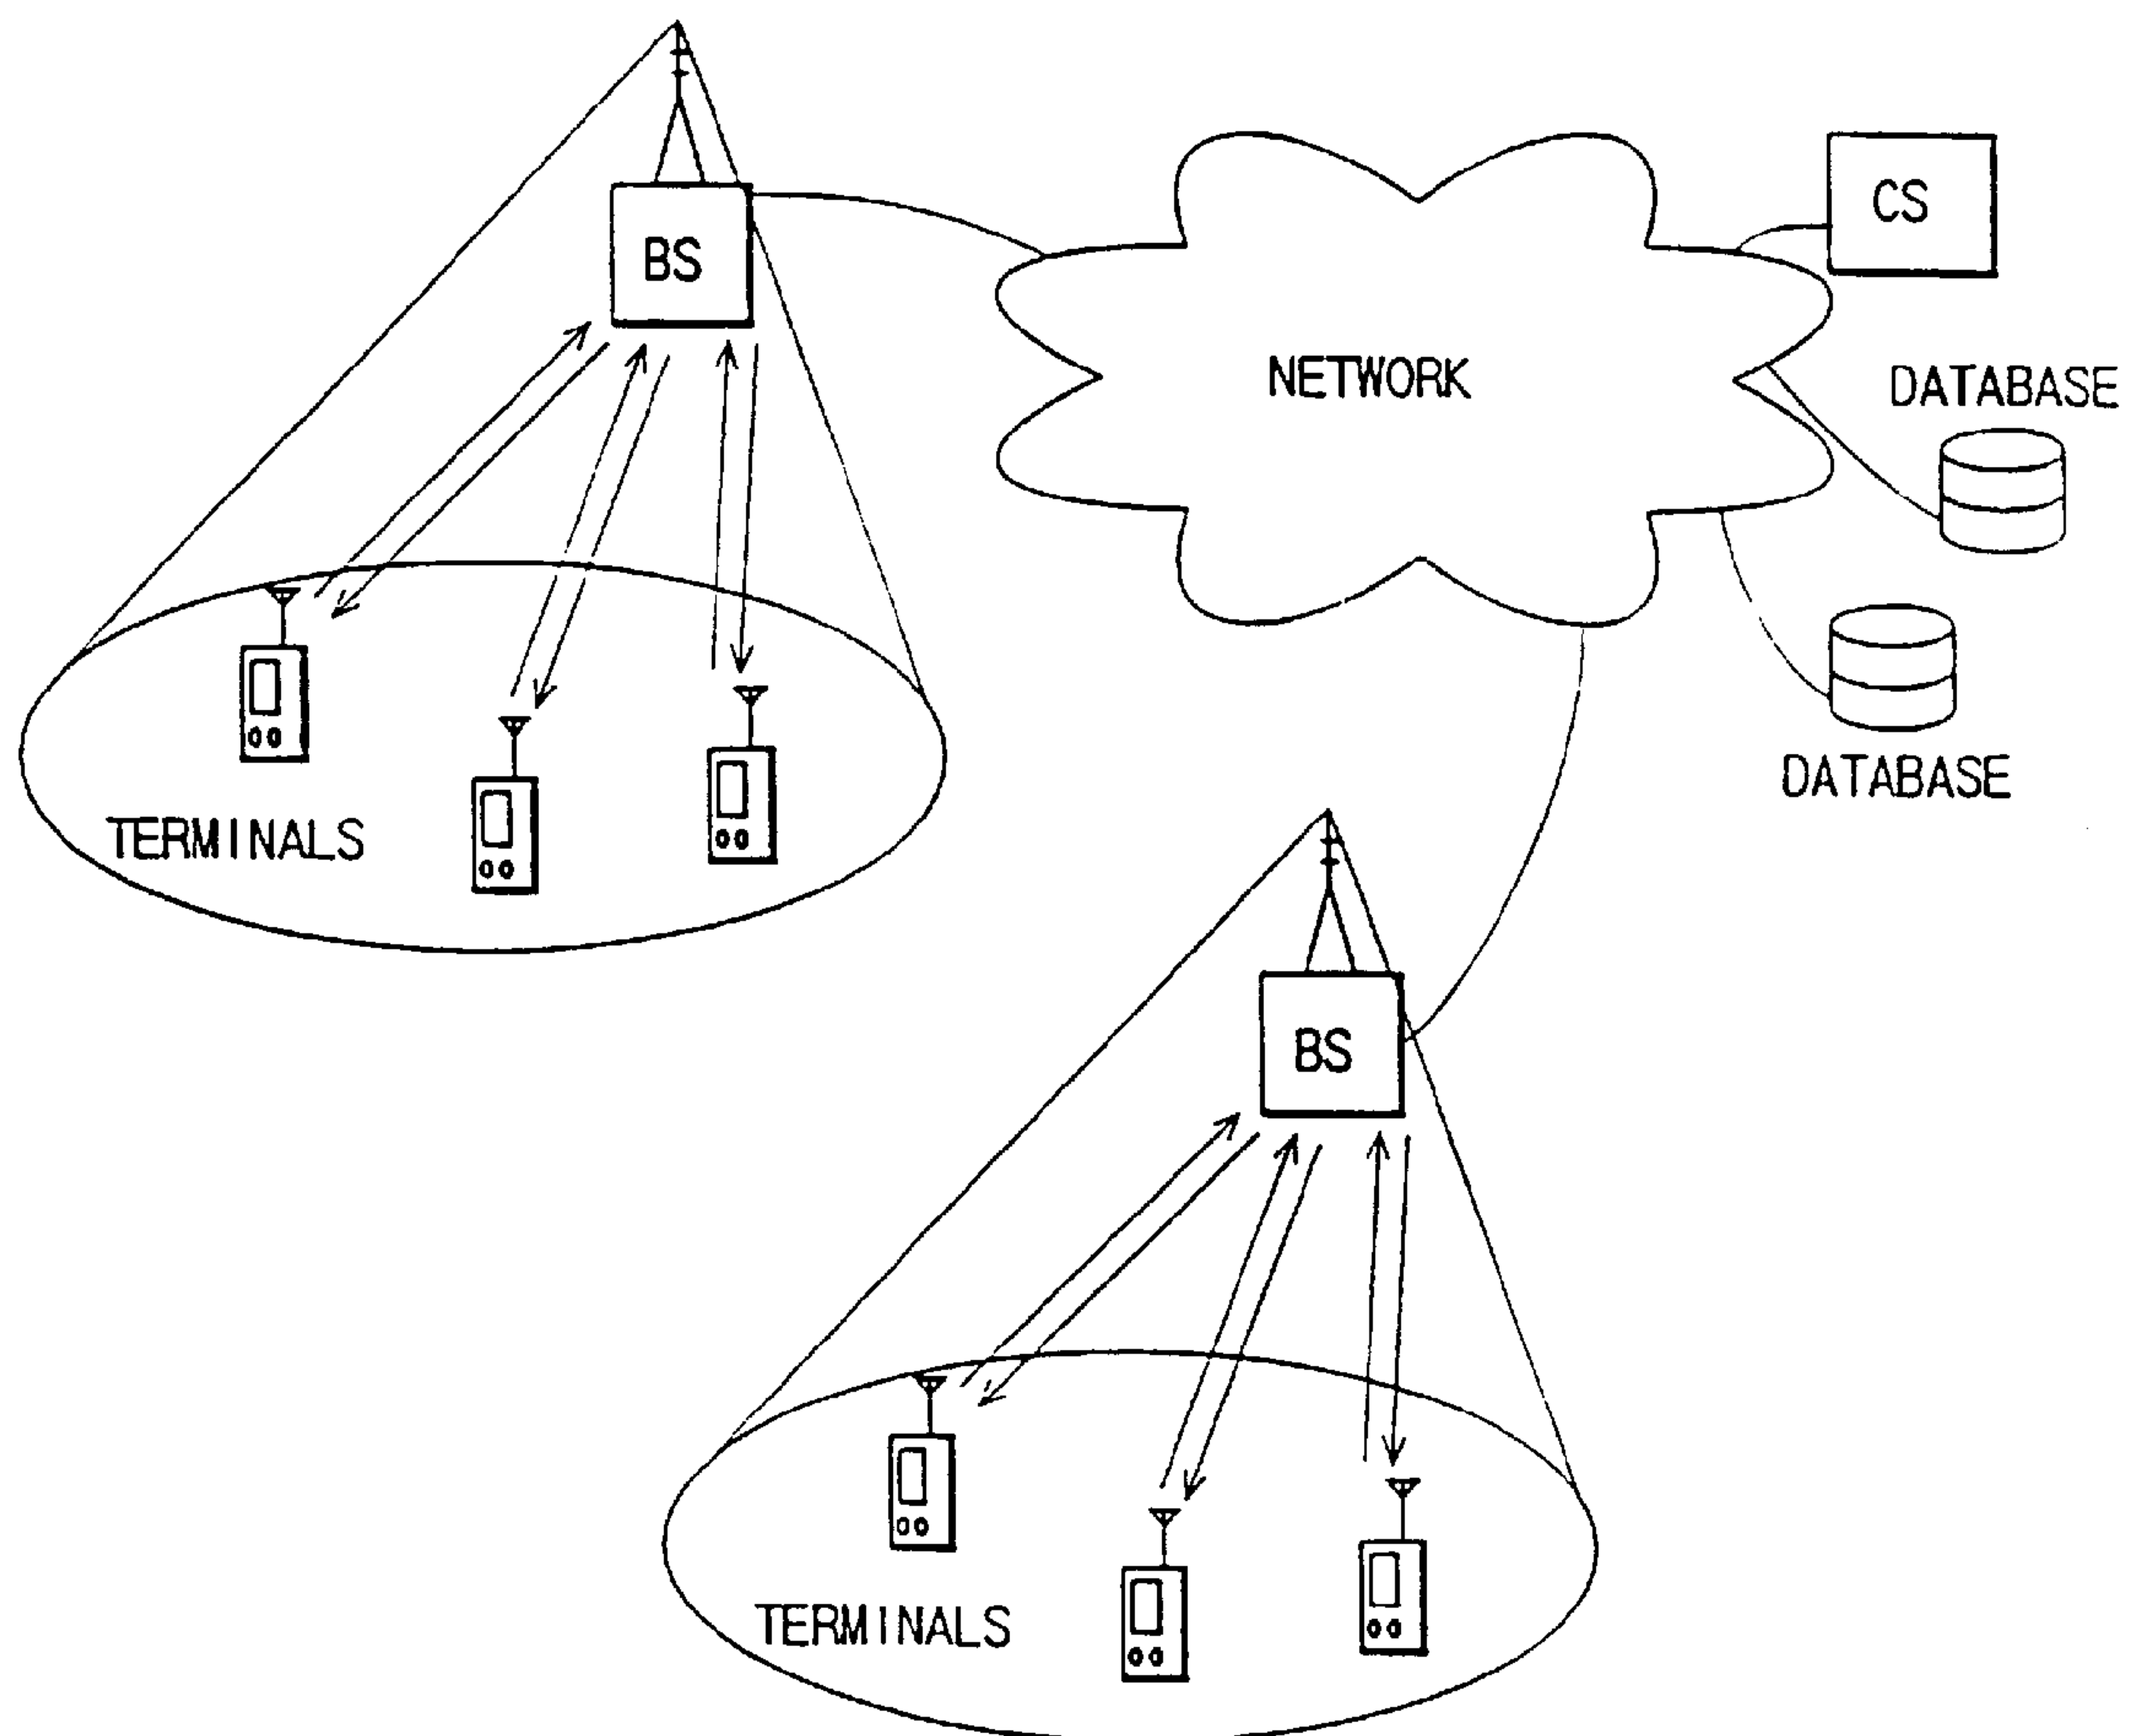 BS
CS
NETWORK
DATABASE
DATABASE
TERMINALS
BS
TERMINALS